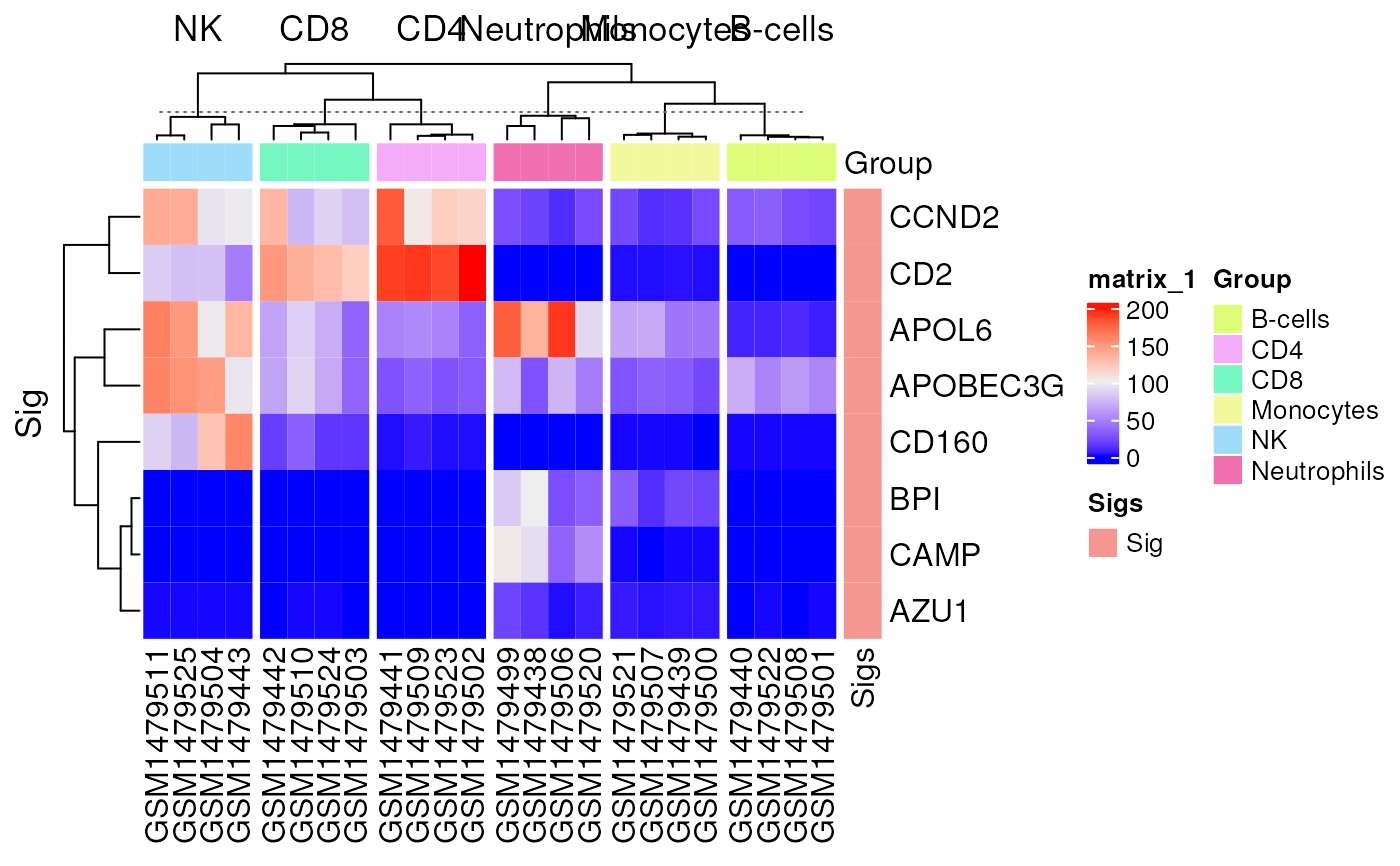 NK CD8 CD4 Neutrophils Monocytes B-cells
Group
CCND2
CD2
APOL6
APOBEC3G
CD160
BPI
CAMP
AZU1
Sig
GSM1479511
GSM1479525
GSM1479504
GSM1479443
GSM1479442
GSM1479510
GSM1479524
GSM1479503
GSM1479441
GSM1479509
GSM1479523
GSM1479502
GSM1479499
GSM1479438
GSM1479506
GSM1479520
GSM1479521
GSM1479507
GSM1479439
GSM1479500
GSM1479440
GSM1479522
GSM1479508
GSM1479501
Sigs
matrix_1
200
150
100
50
0
Sigs
Sig
Group
B-cells
CD4
CD8
Monocytes
NK
Neutrophils